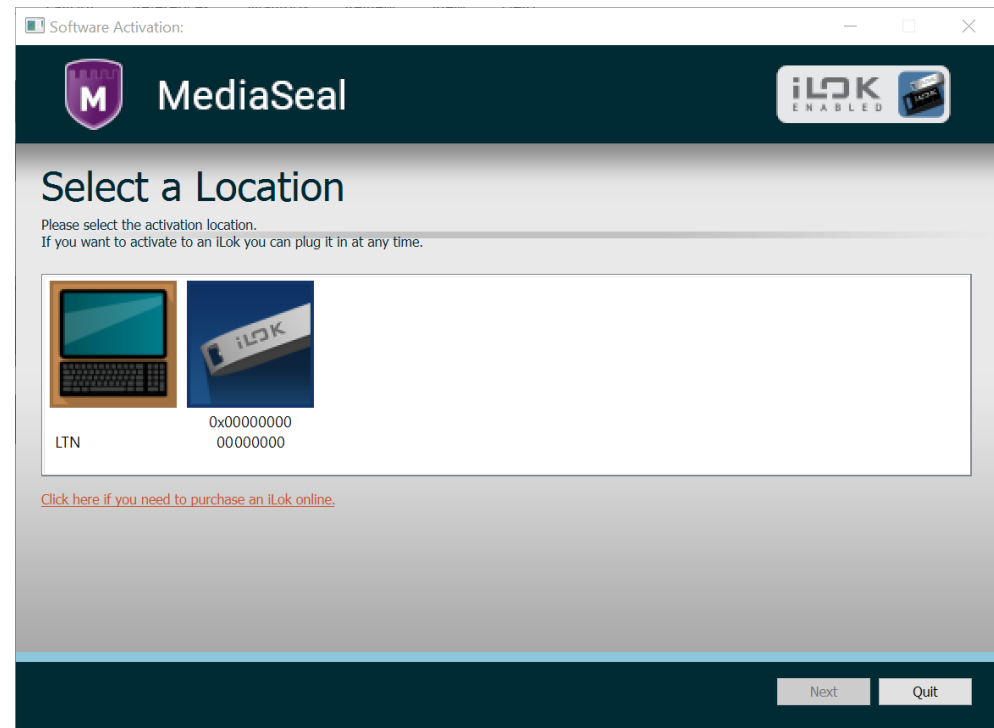 Software Activation:
M
MediaSeal
iLOK
ENABLED
Select a Location
Please select the activation location.
If you want to activate to an iLok you can plug it in at any time.
iLOK
0x00000000
LTN
00000000
Click here if you need to purchase an iLok online.
Next
Quit